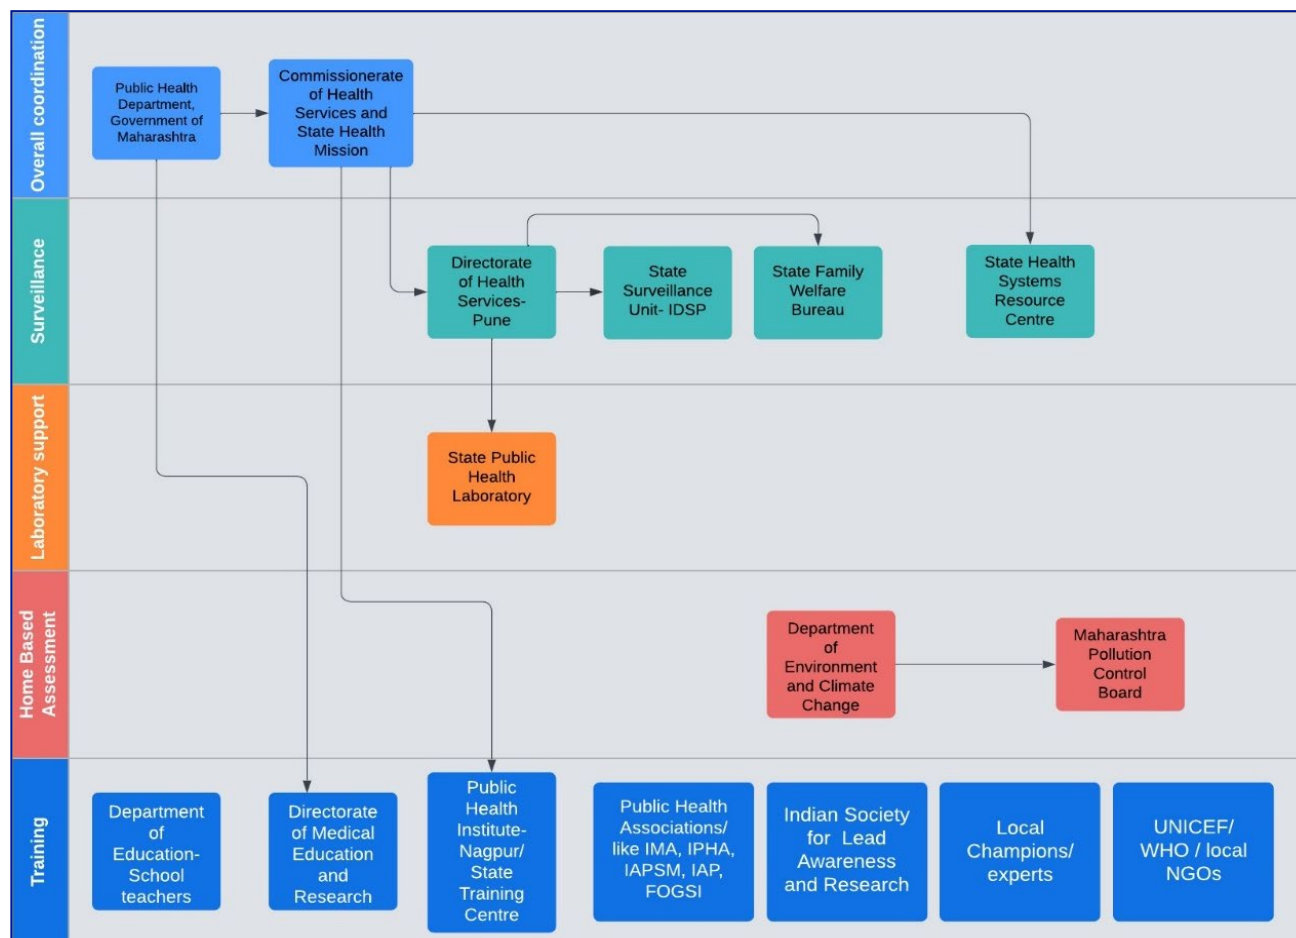 Overall coordination
Public Health
Department,
Government of
Maharashtra
Commissionerate
of Health
Services and
State Health
Mission
Surveillance
Directorate
of Health
Services-
Pune
State
Surveillance
Unit- IDSP
State Family
Welfare
Bureau
State Health
Systems
Resource
Centre
Laboratory support
State Public
Health
Laboratory
Home Based
Assessment
Department
of
Environment
and Climate
Change
Maharashtra
Pollution
Control
Board
Training
Department
of
Education-
School
teachers
Directorate
of Medical
Education
and
Research
Public
Health
Institute-
Nagpur/
State
Training
Centre
Public Health
Associations/
like IMA, IPHA,
IAPSM, IAP,
FOGSI
Indian Society
for Lead
Awareness
and Research
Local
Champions/
experts
UNICEF/
WHO / local
NGOs